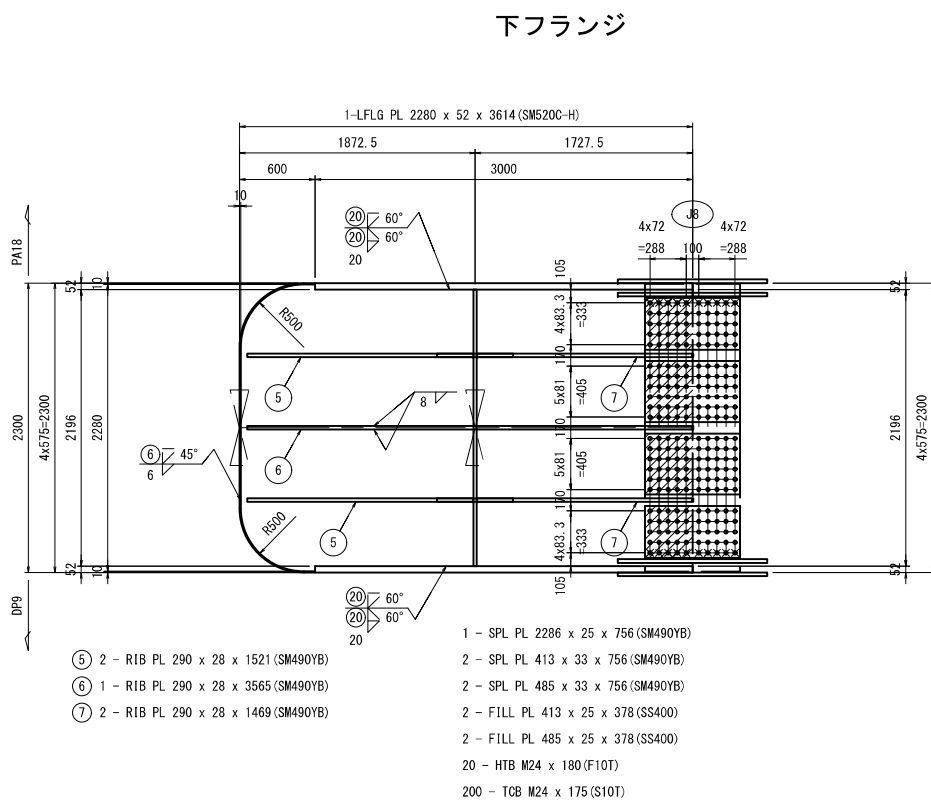 下フランジ
1-LFLG PL 2280 x 52 x 3614(SM520C-H)
1872.5
1727.5
600
3000
10
J8
4x72
=288
100
4x72
=288
20
60°
20
60°
20
PA18
DP9
52
10
105
52
R500
4x83.3
=333
170
5
7
5x81
=405
8
170
2300
4x575=2300
2196
2280
2196
4x575=2300
6
45°
6
6
5x81
=405
170
R500
5
7
4x83.3
=333
52
10
105
52
20
60°
20
60°
20
5 2 - RIB PL 290 x 28 x 1521(SM490YB)
6 1 - RIB PL 290 x 28 x 3565(SM490YB)
7 2 - RIB PL 290 x 28 x 1469(SM490YB)
1 - SPL PL 2286 x 25 x 756(SM490YB)
2 - SPL PL 413 x 33 x 756(SM490YB)
2 - SPL PL 485 x 33 x 756(SM490YB)
2 - FILL PL 413 x 25 x 378(SS400)
2 - FILL PL 485 x 25 x 378(SS400)
20 - HTB M24 x 180(F10T)
200 - TCB M24 x 175(S10T)